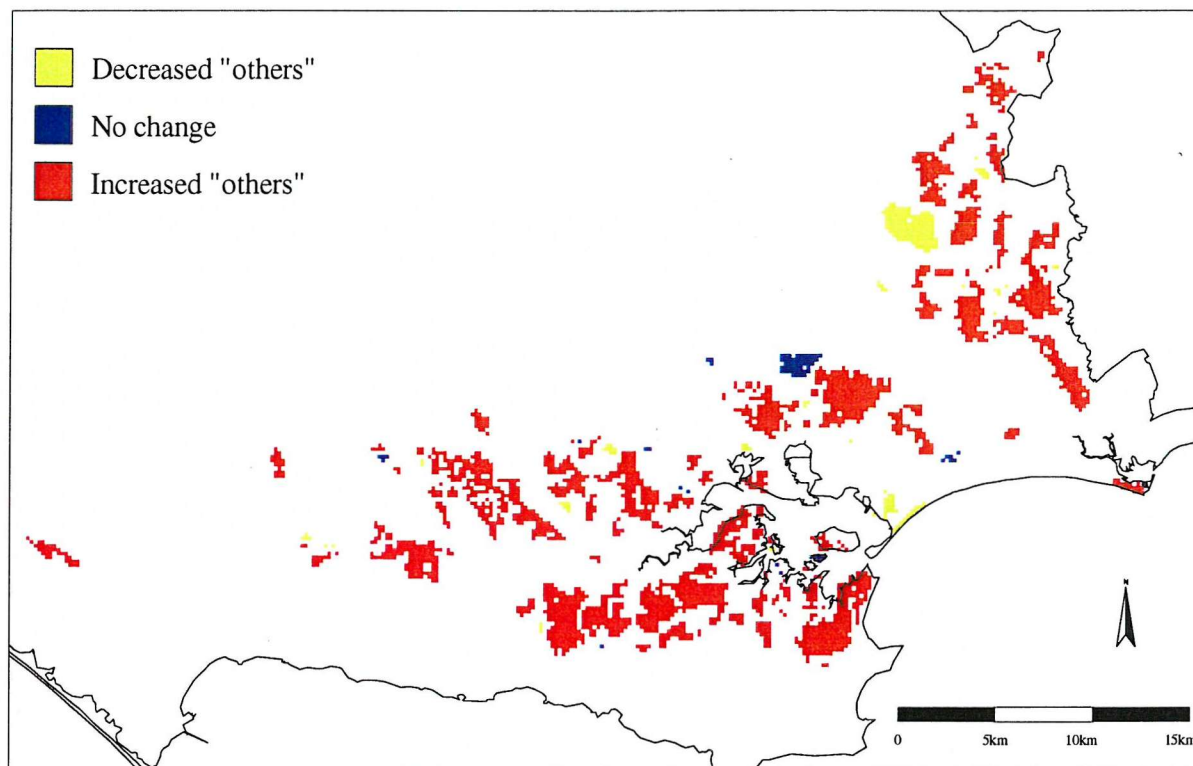 Decreased "others"
No change
Increased "others"
N
0 5km 10km 15km